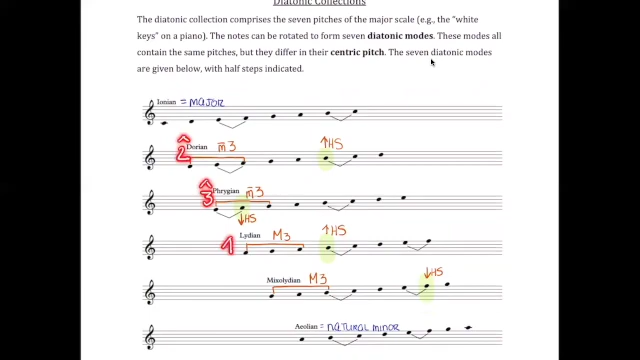 Diatonic Collections
The diatonic collection comprises the seven pitches of the major scale (e.g., the “white
keys” on a piano). The notes can be rotated to form seven diatonic modes. These modes all
contain the same pitches, but they differ in their centric pitch. The seven diatonic modes
are given below, with half steps indicated.
Ionian = MAJOR
Dorian m3 ↑HS
2
Phrygian m3
3
↓HS
Lydian M3 ↑HS
1
Mixolydian M3 ↓HS
Aeolian = NATURAL MINOR